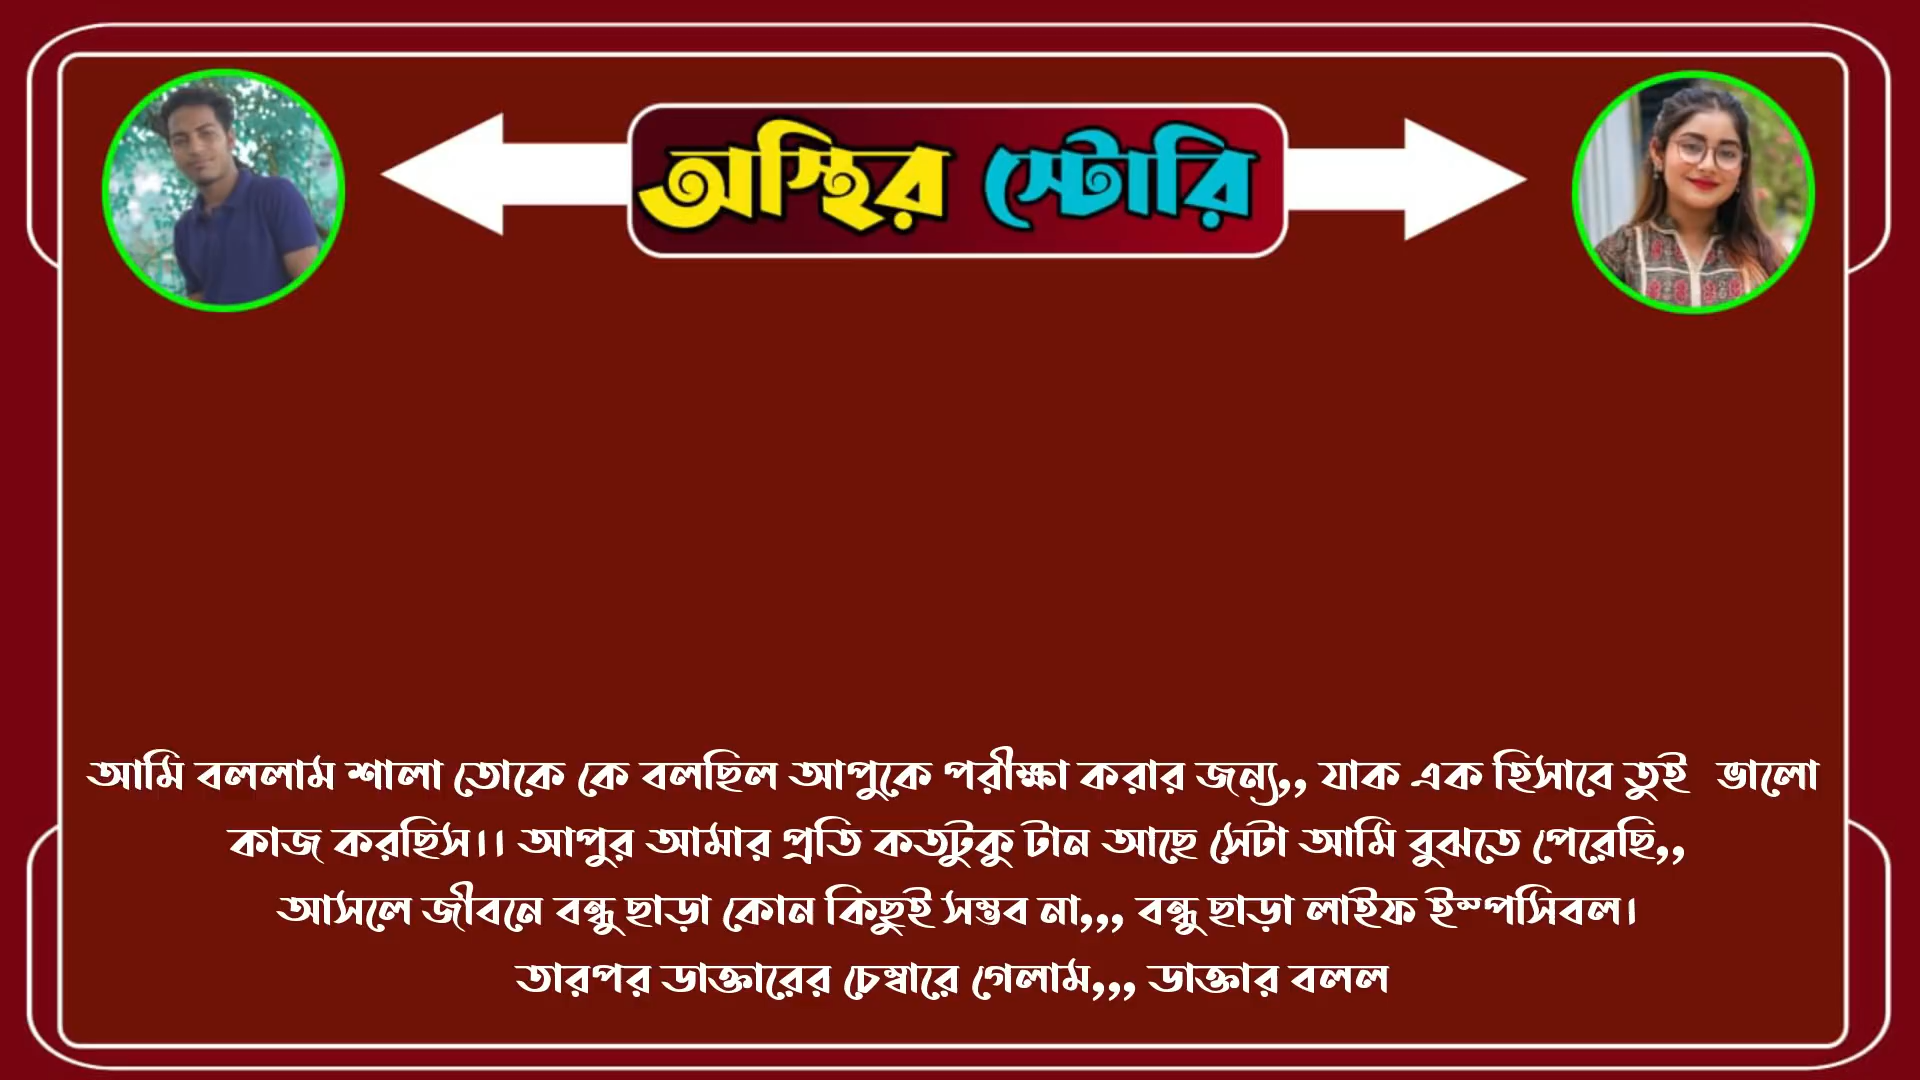 অস্থির স্টোরি
আমি বললাম শালা তোকে কে বলছিল আপুকে পরীক্ষা করার জন্য,, যাক এক হিসাবে তুই ভালো
কাজ করছিস।। আপুর আমার প্রতি কতটুকু টান আছে সেটা আমি বুঝতে পেরেছি,,
আসলে জীবনে বন্ধু ছাড়া কোন কিছুই সম্ভব না,,, বন্ধু ছাড়া লাইফ ইম্পসিবল।
তারপর ডাক্তারের চেম্বারে গেলাম,,, ডাক্তার বলল